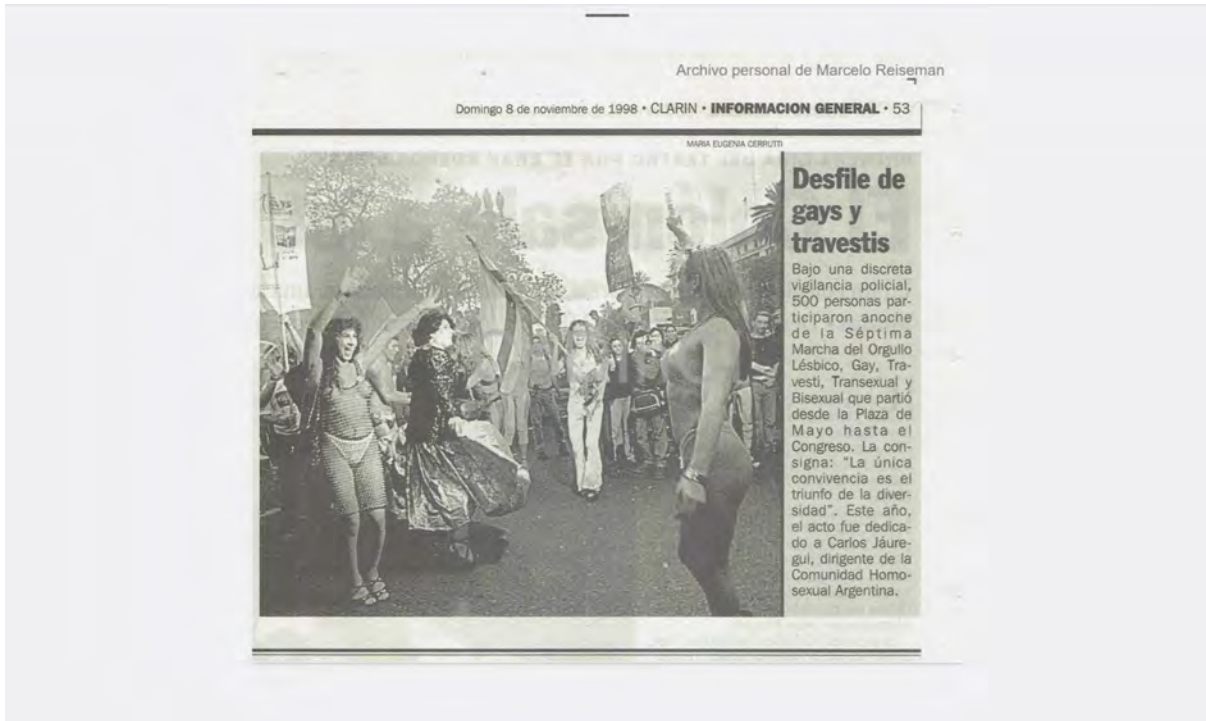 Archivo personal de Marcelo Reiseman
Domingo 8 de noviembre de 1998 • CLARIN • INFORMACION GENERAL • 53
MARIA EUGENIA CERRUTTI
Desfile de
gays y
travestis
Bajo una discreta
vigilancia policial,
500 personas par-
ticiparon anoche
de la Séptima
Marcha del Orgullo
Lésbico, Gay, Tra-
vesti, Transexual y
Bisexual que partió
desde la Plaza de
Mayo hasta el
Congreso. La con-
signa: "La única
convivencia es el
triunfo de la diver-
sidad". Este año,
el acto fue dedica-
do a Carlos Jáure-
gui, dirigente de la
Comunidad Homo-
sexual Argentina.